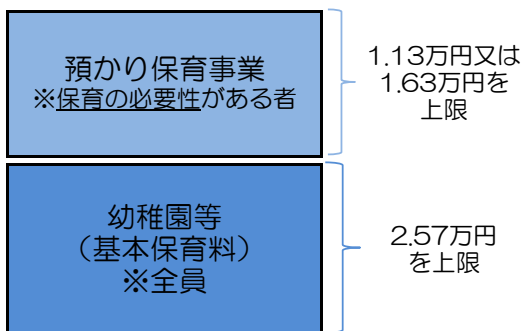 預かり保育事業
※保育の必要性がある者
1.13万円又は
1.63万円を
上限
幼稚園等
（基本保育料）
※全員
2.57万円
を上限